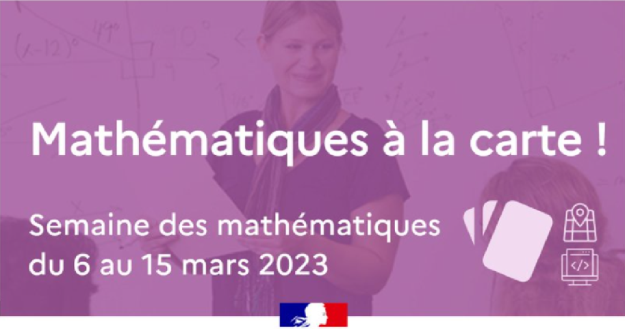 Mathématiques à la carte !
Semaine des mathématiques
du 6 au 15 mars 2023